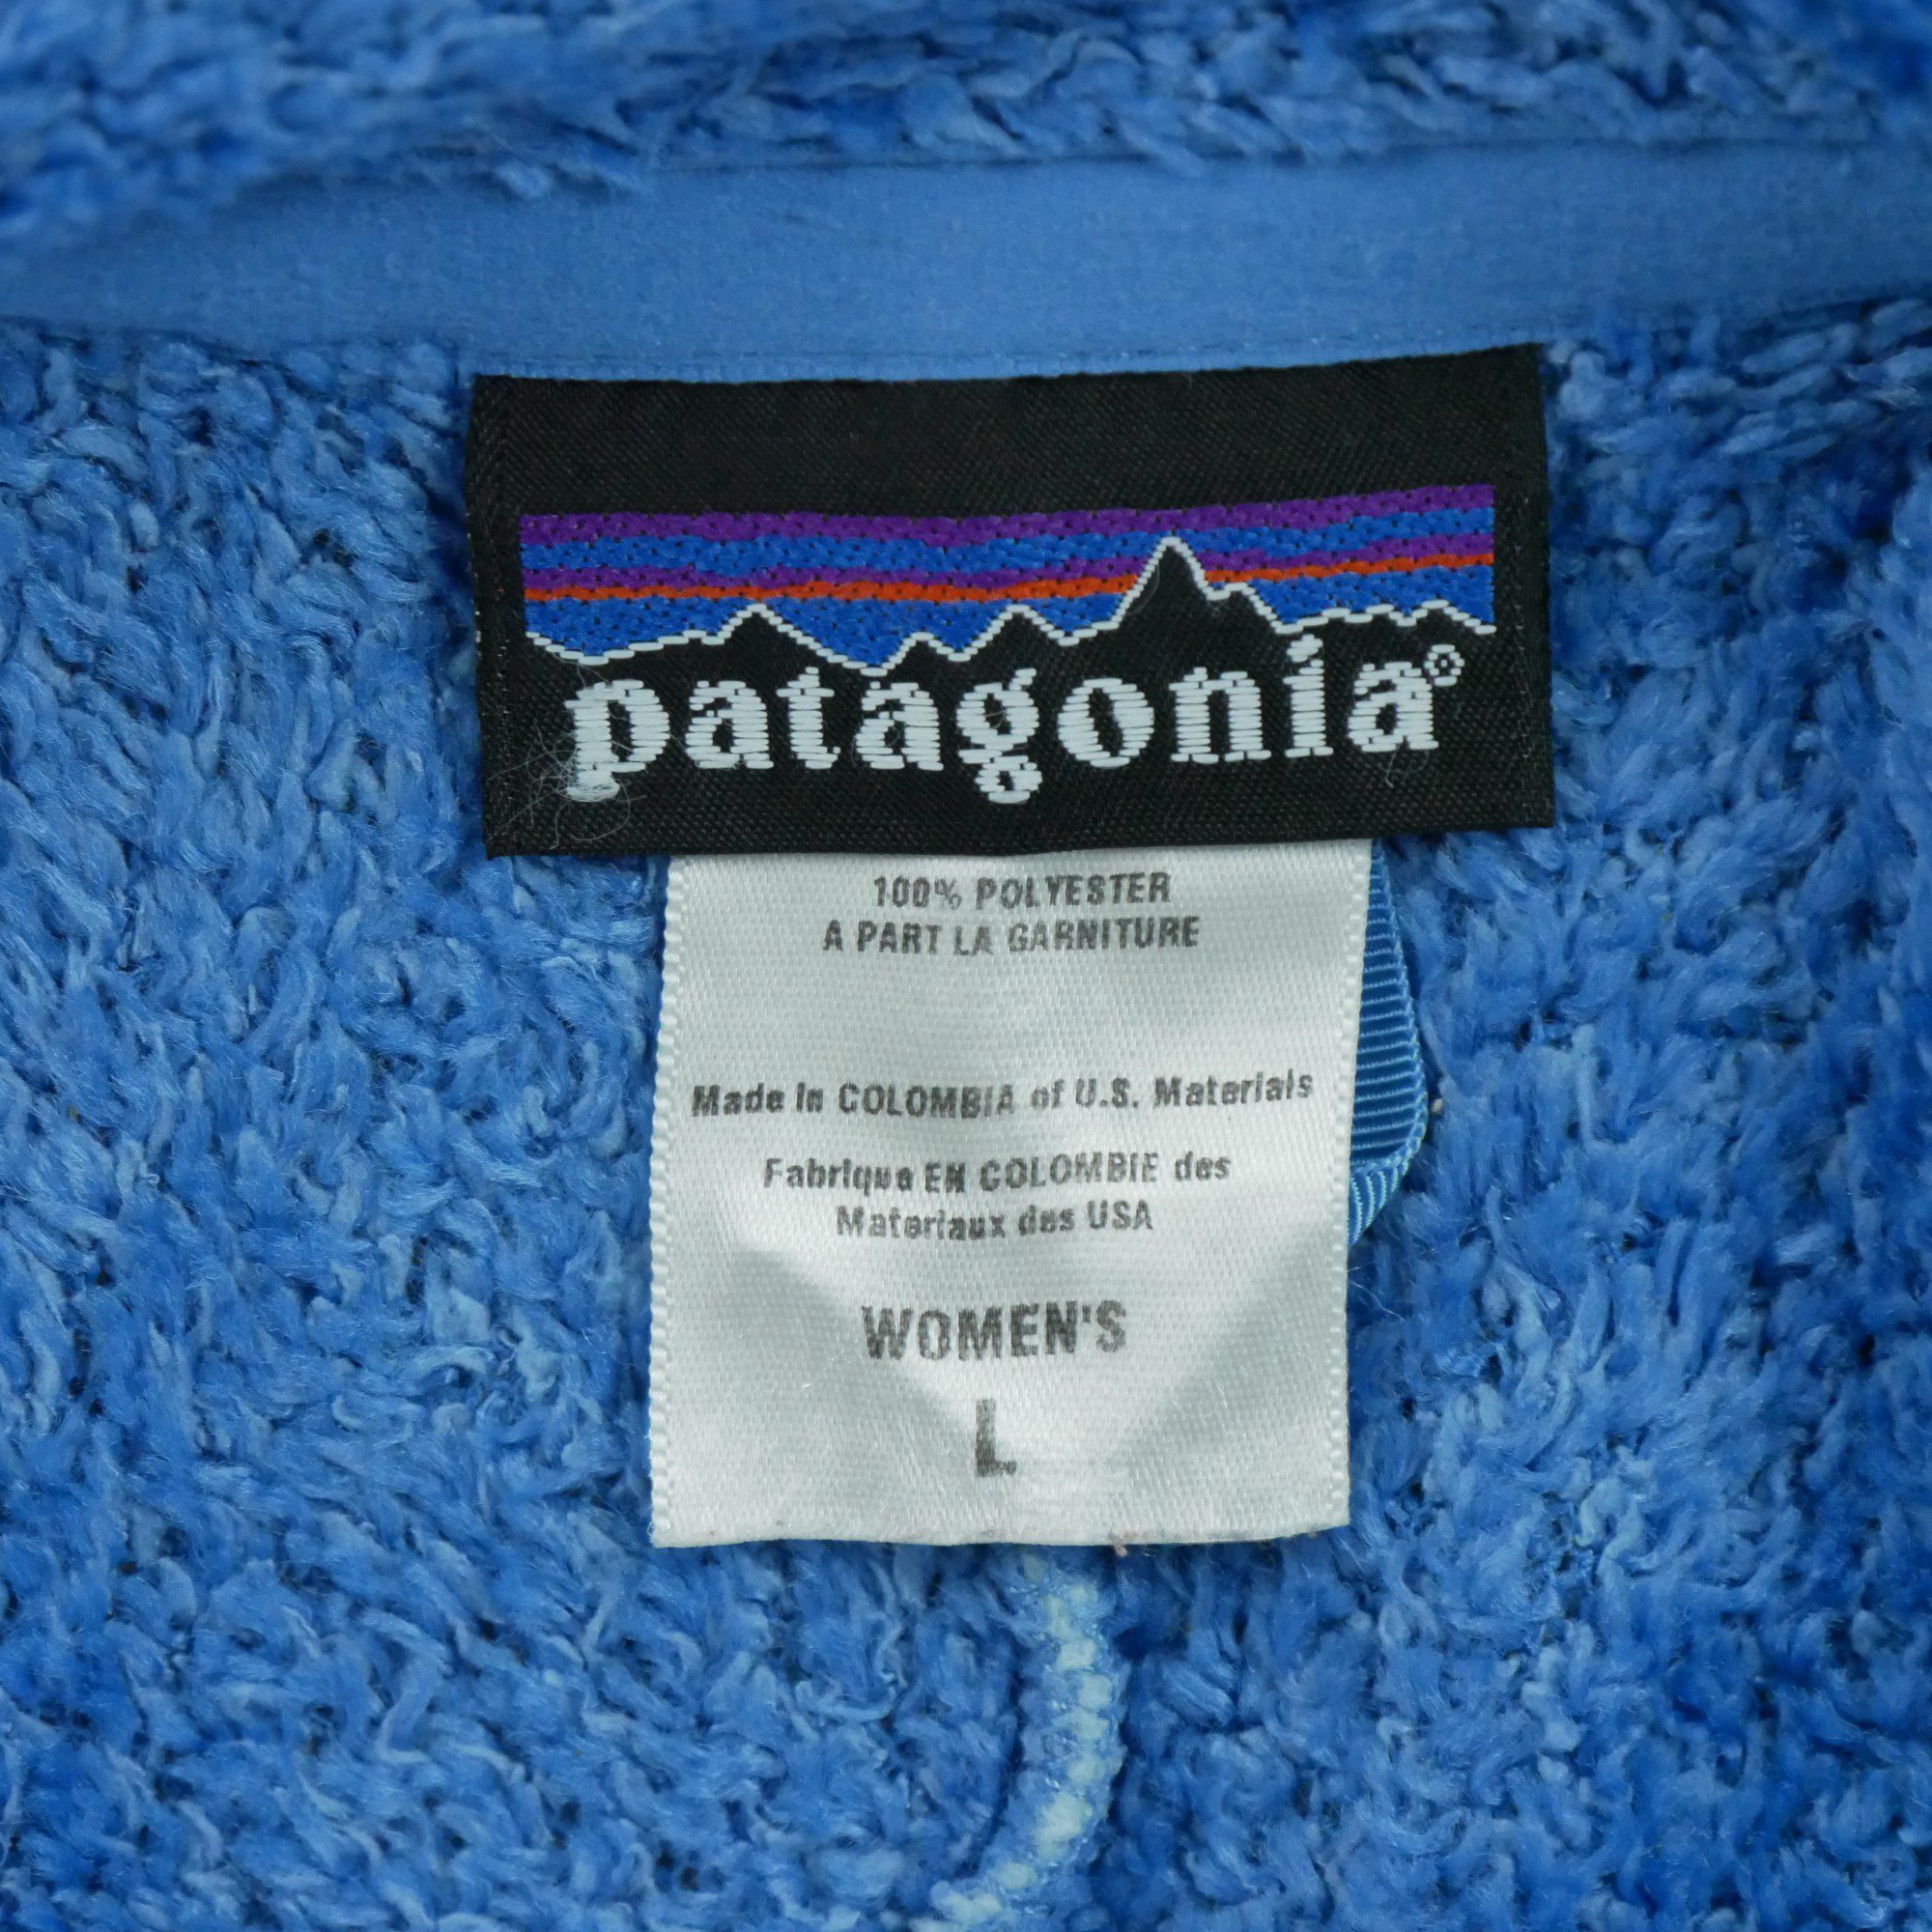 patagonia®
100% POLYESTER
A PART LA GARNITURE
Made in COLOMBIA of U.S. Materials
Fabrique EN COLOMBIE des
Materiaux des USA
WOMEN'S
L